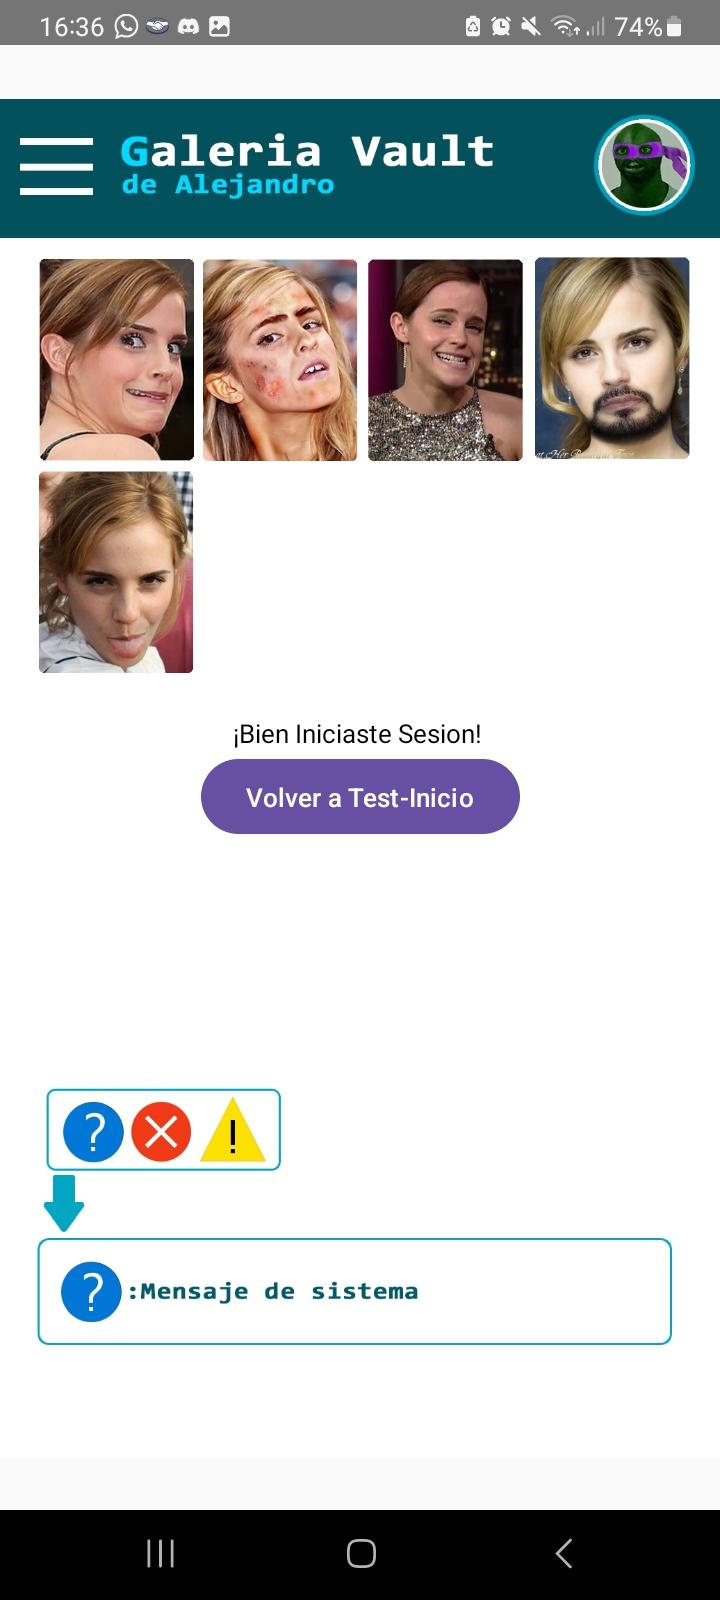 16:36
74%
Galeria Vault
de Alejandro
¡Bien Iniciaste Sesion!
Volver a Test-Inicio
?
!
? :Mensaje de sistema